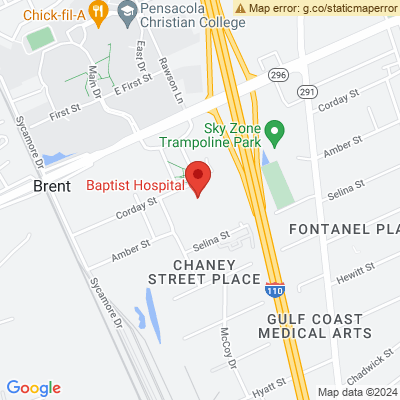 Map error: g.co/staticmaperror
Pensacola
Christian College
Chick-fil-A
Main Dr
East Dr
E First St
Rawson Ln
First St
Sycamore Dr
296
291
Corday St
Sky Zone
Trampoline Park
Amber St
Brent
Baptist Hospital
Selina St
Corday St
FONTANEL PLA
Amber St
Selina St
CHANEY
STREET PLACE
Hewitt St
Sycamore Dr
110
GULF COAST
MEDICAL ARTS
McCoy Dr
Chadwick St
Hyatt St
Google
Map data ©2024